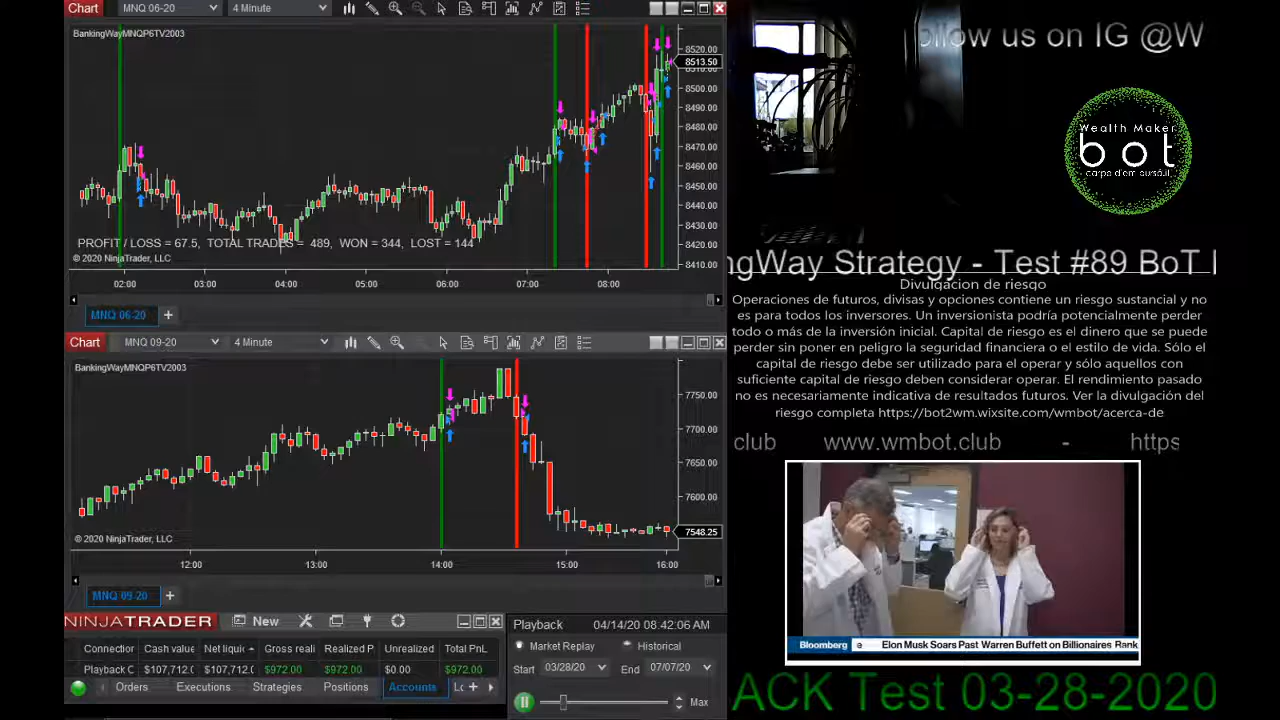 Chart
MNQ 06-20
4 Minute
BankingWayMNQP6TV2003
8520.00
8513.50
8500.00
8490.00
8480.00
8470.00
8460.00
8450.00
8440.00
8430.00
8420.00
8410.00
PROFIT / LOSS = 67.5, TOTAL TRADES = 489, WON = 344, LOST = 144
© 2020 NinjaTrader, LLC
02:00 03:00 04:00 05:00 06:00 07:00 08:00
MNQ 06-20 +
Chart
MNQ 09-20
4 Minute
BankingWayMNQP6TV2003
7750.00
7700.00
7650.00
7600.00
7548.25
© 2020 NinjaTrader, LLC
12:00 13:00 14:00 15:00 16:00
MNQ 09-20 +
NINJATRADER
New
Connection Cash value Net liquic Gross reali Realized P Unrealized Total PnL
Playback C $107,712.0 $107,712.0 $972.00 $972.00 $0.00 $972.00
Orders Executions Strategies Positions Accounts Lo +
Playback 04/14/20 08:42:06 AM
Market Replay Historical
Start 03/28/20 End 07/07/20
Max
ollow us on IG @W
Wealth Maker
bot
ngWay Strategy - Test #89 BoT
Divulgacion de riesgo
Operaciones de futuros, divisas y opciones contiene un riesgo sustancial y no
es para todos los inversores. Un inversionista podría potencialmente perder
todo o más de la inversión inicial. Capital de riesgo es el dinero que se puede
perder sin poner en peligro la seguridad financiera o el estilo de vida. Sólo el
capital de riesgo debe ser utilizado para el operar y sólo aquellos con
suficiente capital de riesgo deben considerar operar. El rendimiento pasado
no es necesariamente indicativa de resultados futuros. Ver la divulgación del
riesgo completa https://bot2wm.wixsite.com/wmbot/acerca-de
club www.wmbot.club - https
Bloomberg e Elon Musk Soars Past Warren Buffett on Billionaires Rank
ACK Test 03-28-2020